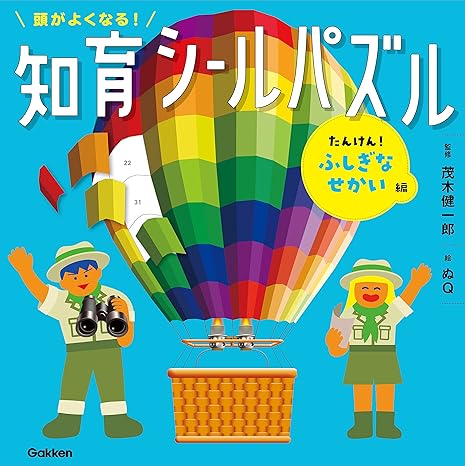 頭がよくなる!
知育シールパズル
たんけん!
ふしぎな
せかい 編
監修 茂木健一郎
絵 ぬQ
22
31
Gakken